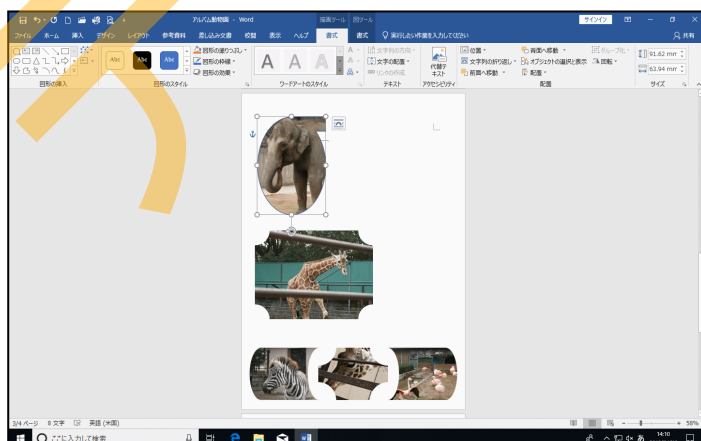 アルバム動物園 - Word
描画ツール 図ツール
サインイン
ファイル ホーム 挿入 デザイン レイアウト 参考資料 差し込み文書 校閲 表示 ヘルプ 書式 書式 実行したい作業を入力してください 共有
Abc Abc Abc
図形の塗りつぶし
図形の枠線
図形の効果
A A A
文字列の方向
文字の配置
リンクの作成
代替テ
キスト
位置
文字列の折り返し
前面へ移動
背面へ移動
オブジェクトの選択と表示
配置
グループ化
回転
91.62 mm
63.94 mm
図形の挿入 図形のスタイル ワードアートのスタイル テキスト アクセシビリティ 配置 サイズ
3/4 ページ 8 文字 英語 (米国) 58%
ここに入力して検索
あ 14:10